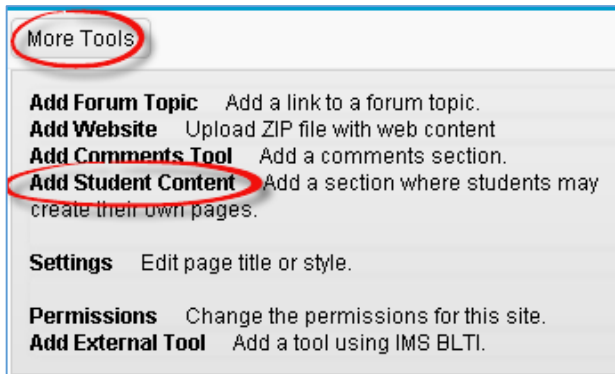 More Tools
Add Forum Topic Add a link to a forum topic.
Add Website Upload ZIP file with web content
Add Comments Tool Add a comments section.
Add Student Content Add a section where students may
create their own pages.
Settings Edit page title or style.
Permissions Change the permissions for this site.
Add External Tool Add a tool using IMS BLTI.